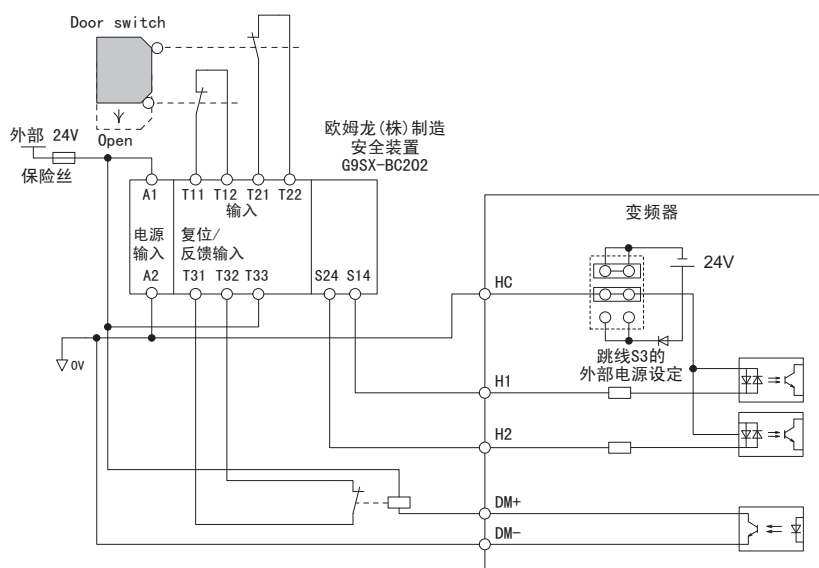 Door switch
Open
外部 24V
保险丝
欧姆龙(株)制造
安全装置
G9SX-BC202
A1
T11
T12
T21
T22
输入
电源
输入
复位/
反馈输入
A2
T31
T32
T33
S24
S14
0V
变频器
24V
HC
跳线S3的
外部电源设定
H1
H2
DM+
DM-